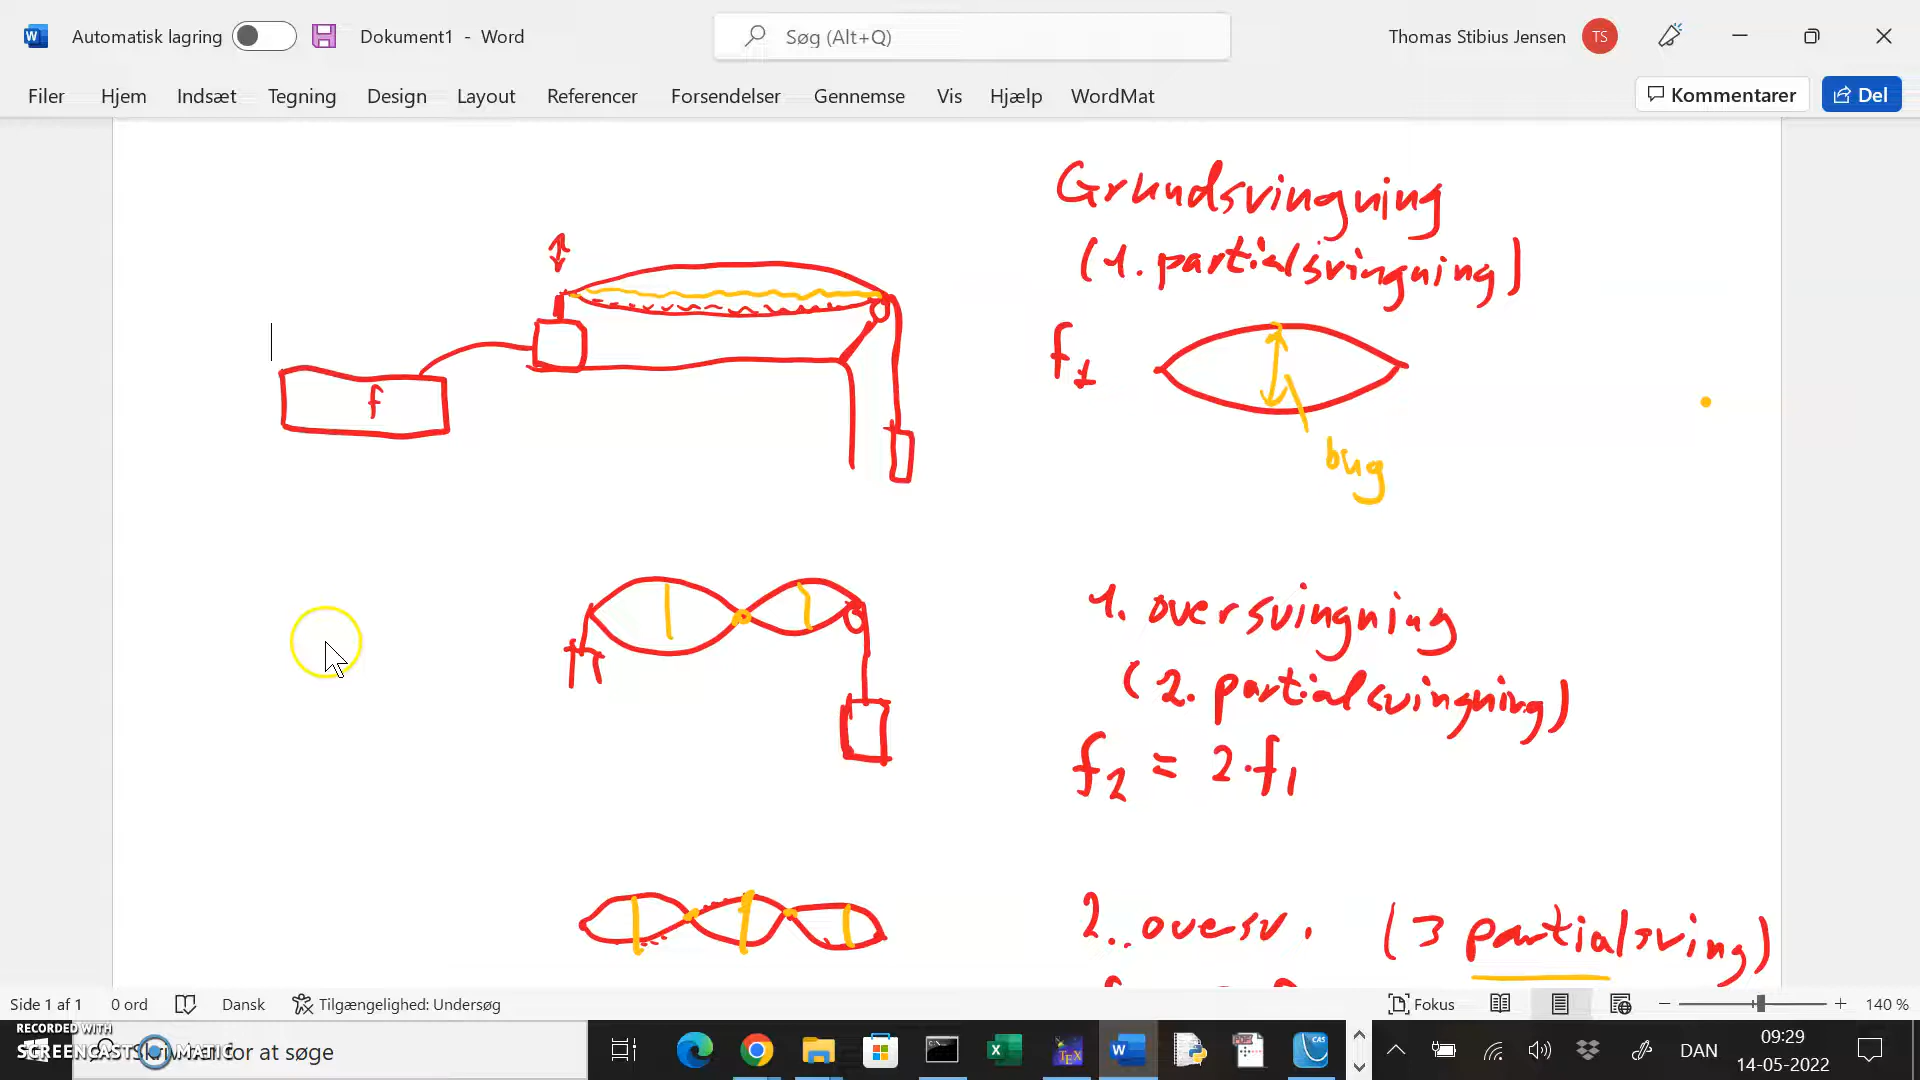 Automatisk lagring
Dokument1 - Word
Søg (Alt+Q)
Thomas Stibius Jensen
TS
Filer Hjem Indsæt Tegning Design Layout Referencer Forsendelser Gennemse Vis Hjælp WordMat
Kommentarer
Del
Grundsvingning
(1. partialsvingning)
f1
bug
f
1. oversvingning
(2. partialsvingning)
f2 = 2·f1
2. oversv. (3 partialsving)
Side 1 af 1 0 ord Dansk Tilgængelighed: Undersøg
Fokus
140 %
RECORDED WITH
SCREENCAST MATIC
for at søge
DAN
09:29
14-05-2022